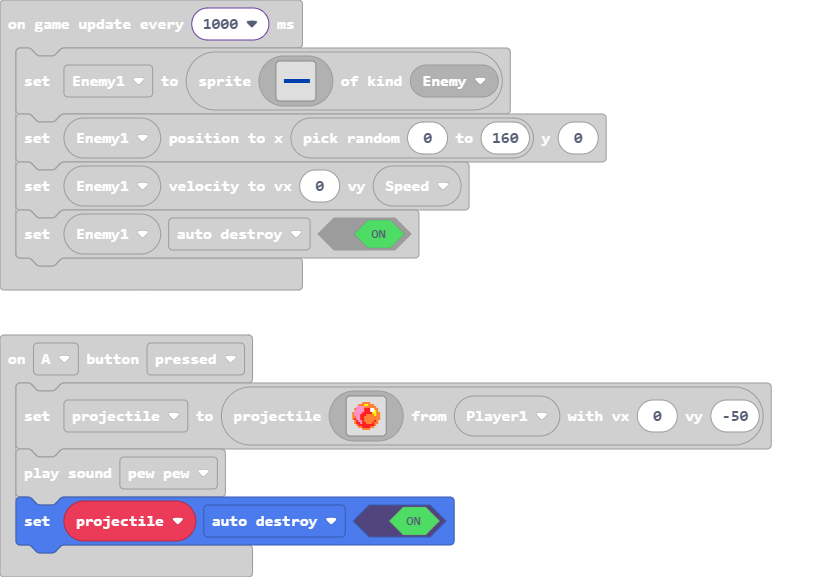 on game update every 1000 ms
set Enemy1 to sprite of kind Enemy
set Enemy1 position to x pick random 0 to 160 y 0
set Enemy1 velocity to vx 0 vy Speed
set Enemy1 auto destroy ON
on A button pressed
set projectile to projectile from Player1 with vx 0 vy -50
play sound pew pew
set projectile auto destroy ON